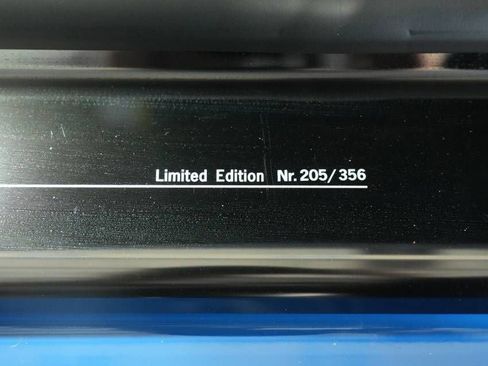 Limited Edition Nr. 205/356